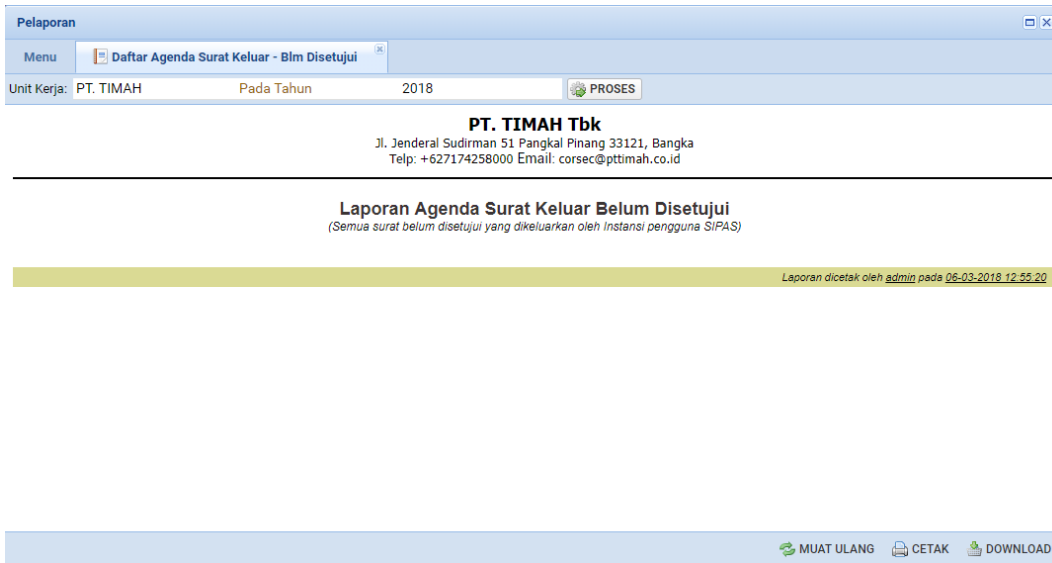 Pelaporan
Menu
Daftar Agenda Surat Keluar - Blm Disetujui
Unit Kerja: PT. TIMAH Pada Tahun 2018 PROSES
PT. TIMAH Tbk
Jl. Jenderal Sudirman 51 Pangkal Pinang 33121, Bangka
Telp: +627174258000 Email: corsec@pttimah.co.id
Laporan Agenda Surat Keluar Belum Disetujui
(Semua surat belum disetujui yang dikeluarkan oleh Instansi pengguna SIPAS)
Laporan dicetak oleh admin pada 06-03-2018 12:55:20
MUAT ULANG CETAK DOWNLOAD